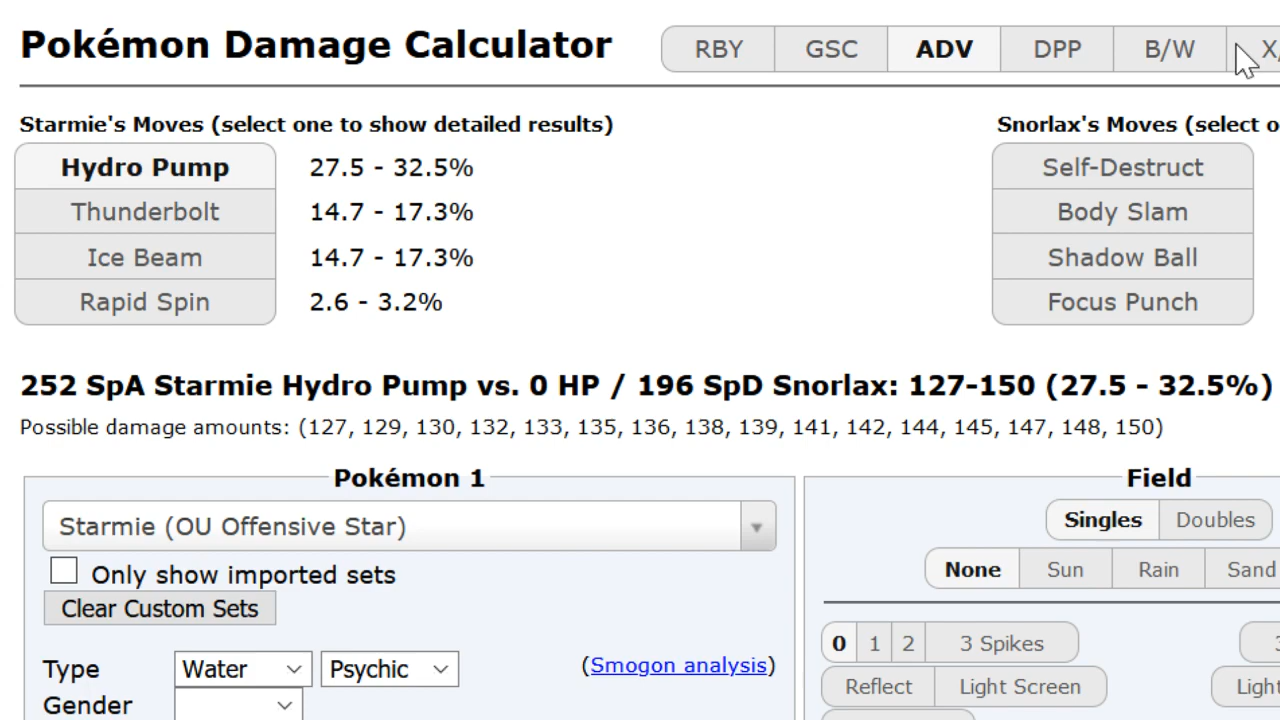 Pokémon Damage Calculator RBY GSC ADV DPP B/W X/
Starmie's Moves (select one to show detailed results) Snorlax's Moves (select o
Hydro Pump 27.5 - 32.5% Self-Destruct
Thunderbolt 14.7 - 17.3% Body Slam
Ice Beam 14.7 - 17.3% Shadow Ball
Rapid Spin 2.6 - 3.2% Focus Punch
252 SpA Starmie Hydro Pump vs. 0 HP / 196 SpD Snorlax: 127-150 (27.5 - 32.5%)
Possible damage amounts: (127, 129, 130, 132, 133, 135, 136, 138, 139, 141, 142, 144, 145, 147, 148, 150)
Pokémon 1 Field
Starmie (OU Offensive Star) Singles Doubles
Only show imported sets None Sun Rain Sand
Clear Custom Sets
Type Water Psychic (Smogon analysis) 0 1 2 3 Spikes 3
Gender Reflect Light Screen Light